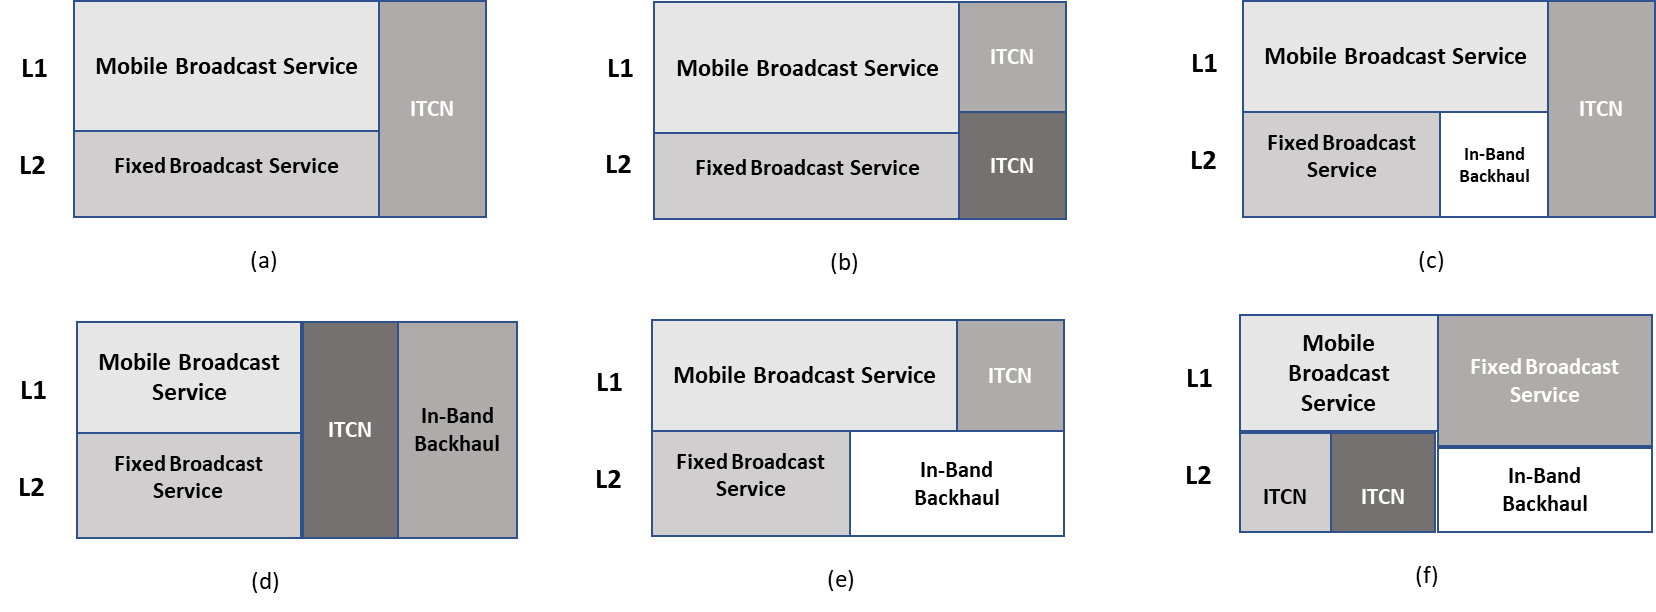 L1
Mobile Broadcast Service
ITCN
L2
Fixed Broadcast Service
(a)
L1
Mobile Broadcast Service
ITCN
L2
Fixed Broadcast Service
ITCN
(b)
L1
Mobile Broadcast Service
ITCN
L2
Fixed Broadcast
Service
In-Band
Backhaul
(c)
L1
Mobile Broadcast
Service
ITCN
In-Band
Backhaul
L2
Fixed Broadcast
Service
(d)
L1
Mobile Broadcast Service
ITCN
L2
Fixed Broadcast
Service
In-Band
Backhaul
(e)
L1
Mobile
Broadcast
Service
Fixed Broadcast
Service
L2
ITCN
ITCN
In-Band
Backhaul
(f)